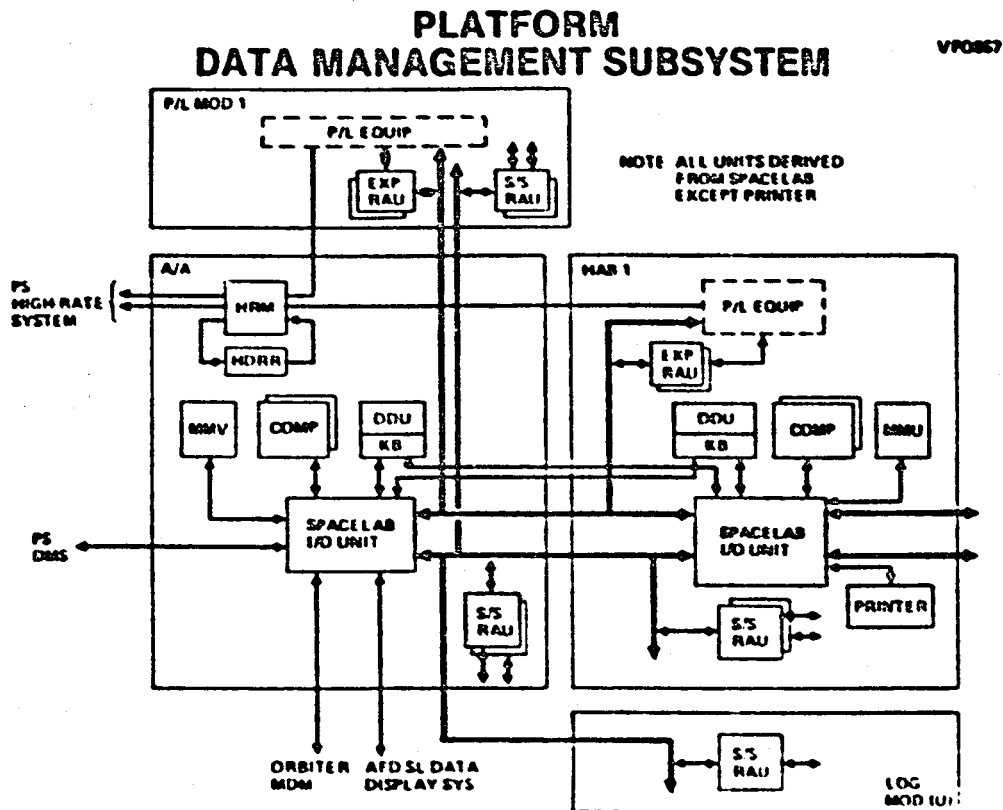 PLATFORM
DATA MANAGEMENT SUBSYSTEM
VFO857
P/L MOD 1
P/L EQUIP
EXP
RAU
S/S
RAU
NOTE ALL UNITS DERIVED
FROM SPACELAB
EXCEPT PRINTER
A/A
HAB 1
PS
HIGH RATE
SYSTEM
HRM
HDRR
P/L EQUIP
EXP
RAU
MMV
COMP
DDU
KB
DDU
KB
COMP
MMU
SPACELAB
I/O UNIT
SPACELAB
I/O UNIT
PS
DMS
S/S
RAU
S/S
RAU
PRINTER
ORBITER
MDM
AFD SL DATA
DISPLAY SYS
S/S
RAU
LOG
MOD (U)